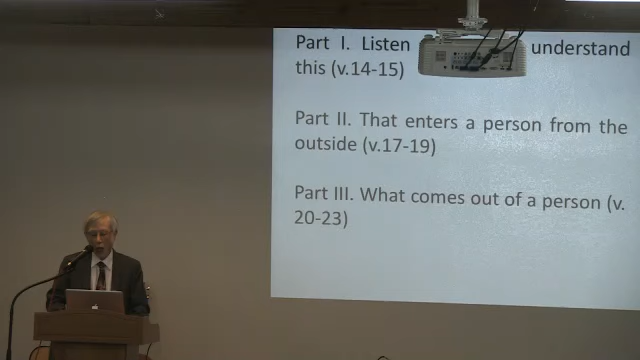 Part I. Listen understand
this (v.14-15)
Part II. That enters a person from the
outside (v.17-19)
Part III. What comes out of a person (v.
20-23)